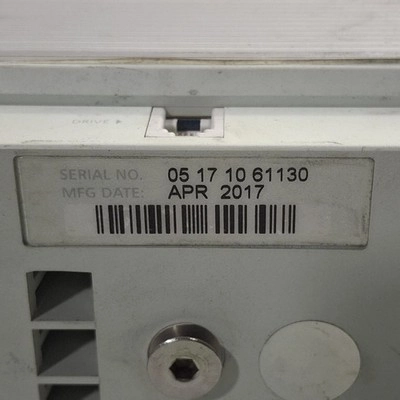 DRIVE
SERIAL NO. 05 17 10 61130
MFG DATE: APR 2017